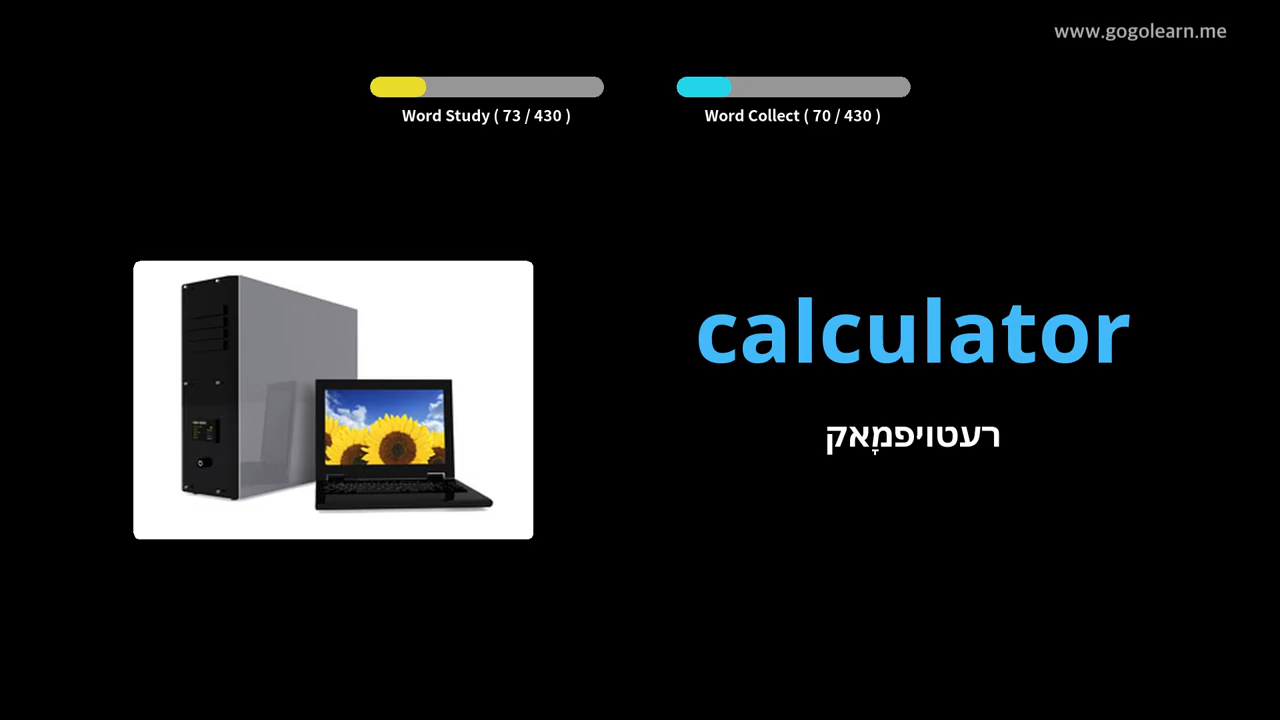 www.gogolearn.me
Word Study ( 73 / 430 )
Word Collect ( 70 / 430 )
calculator
רעטויפמָאק